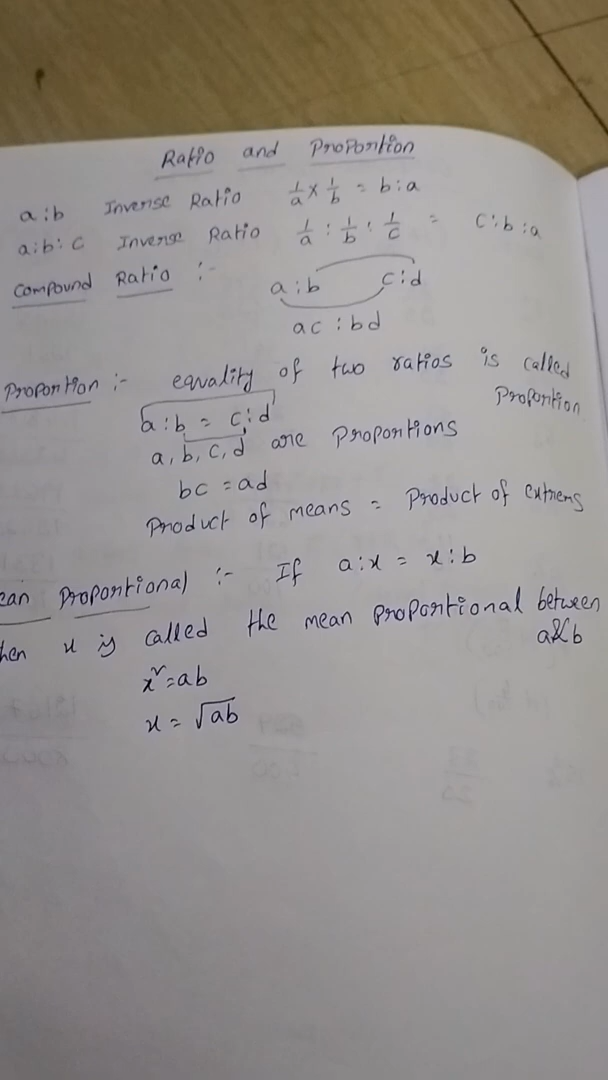 Ratio and Proportion
a:b Inverse Ratio 1/a × 1/b = b:a
a:b:c Inverse Ratio 1/a : 1/b : 1/c = c:b:a
Compound Ratio :- a:b c:d
ac : bd
Proportion :- equality of two ratios is called
Proportion
a:b = c:d
a, b, c, d are proportions
bc = ad
Product of means = Product of extrems
ean Proportional :- If a:x = x:b
hen x is called the mean proportional between
a&b
x² = ab
x = √ab